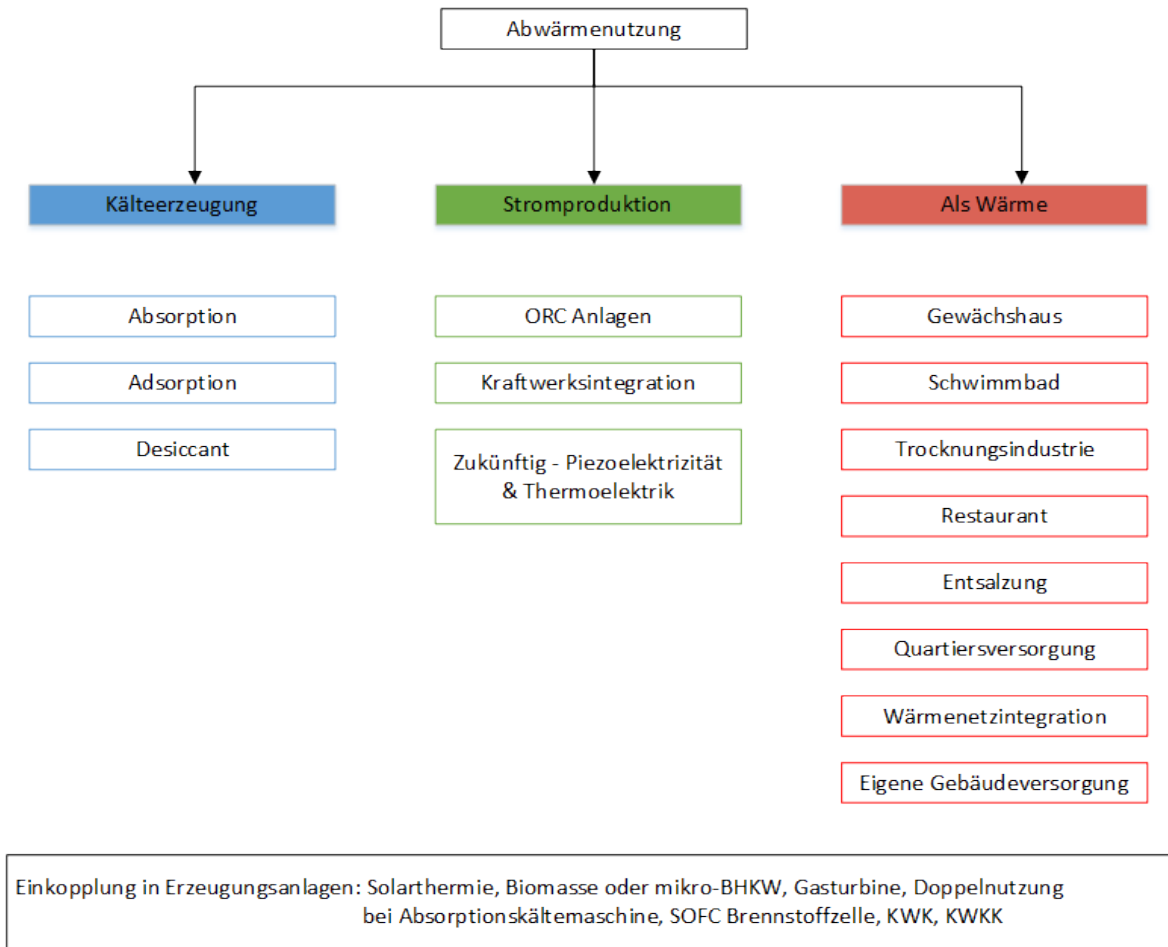 Abwärmenutzung
Kälteerzeugung
Stromproduktion
Als Wärme
Absorption
ORC Anlagen
Gewächshaus
Adsorption
Kraftwerksintegration
Schwimmbad
Desiccant
Zukünftig - Piezoelektrizität
& Thermoelektrik
Trocknungsindustrie
Restaurant
Entsalzung
Quartiersversorgung
Wärmenetzintegration
Eigene Gebäudeversorgung
Einkopplung in Erzeugungsanlagen: Solarthermie, Biomasse oder mikro-BHKW, Gasturbine, Doppelnutzung
bei Absorptionskältemaschine, SOFC Brennstoffzelle, KWK, KWKK